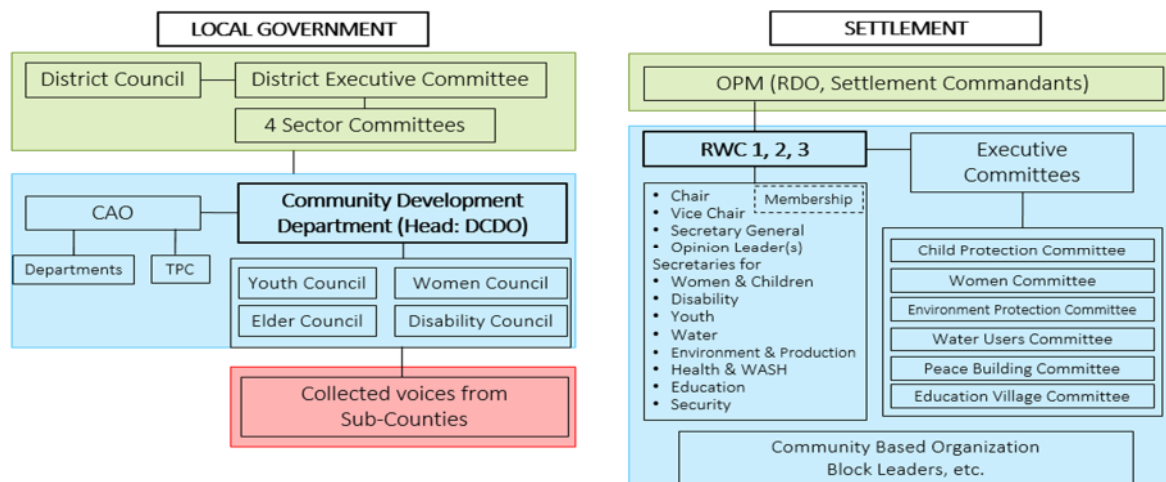 LOCAL GOVERNMENT
District Council
District Executive Committee
4 Sector Committees
CAO
Community Development
Department (Head: DCDO)
Departments
TPC
Youth Council
Women Council
Elder Council
Disability Council
Collected voices from
Sub-Counties
SETTLEMENT
OPM (RDO, Settlement Commandants)
RWC 1, 2, 3
Executive
Committees
Membership
• Chair
• Vice Chair
• Secretary General
• Opinion Leader(s)
Secretaries for
• Women & Children
• Disability
• Youth
• Water
• Environment & Production
• Health & WASH
• Education
• Security
Child Protection Committee
Women Committee
Environment Protection Committee
Water Users Committee
Peace Building Committee
Education Village Committee
Community Based Organization
Block Leaders, etc.